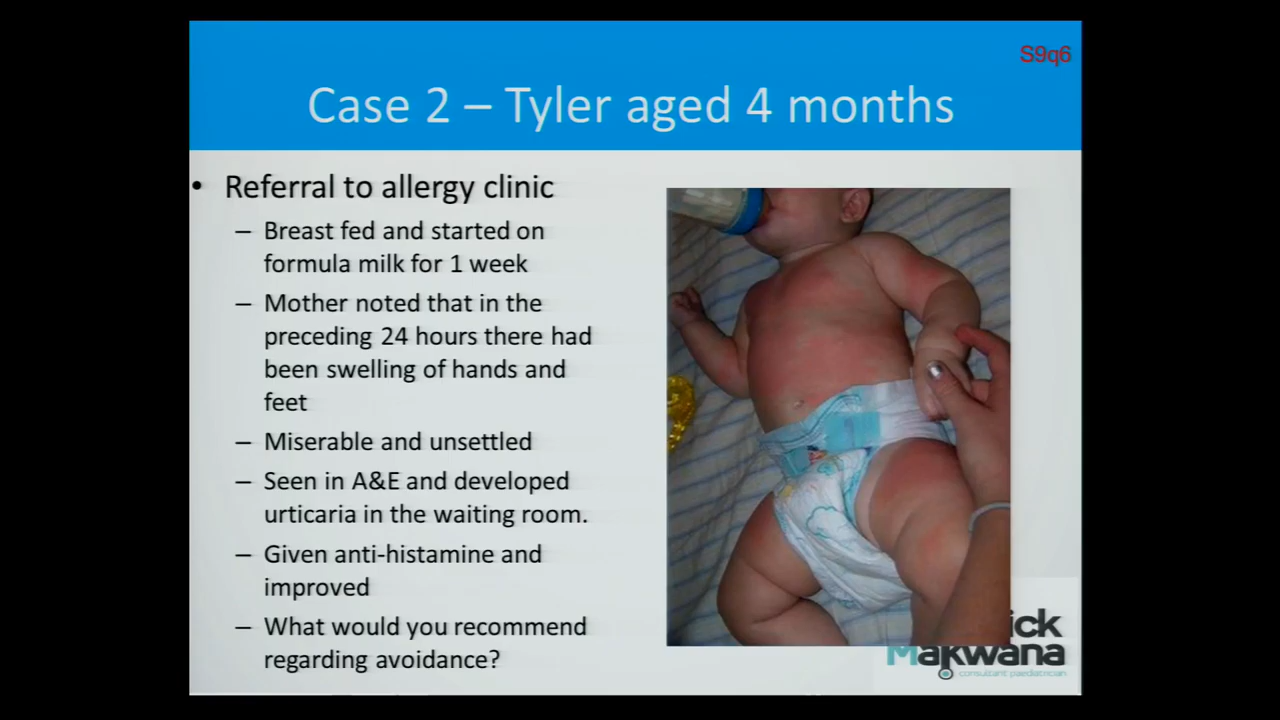 S9q6
Case 2 – Tyler aged 4 months
• Referral to allergy clinic
– Breast fed and started on
formula milk for 1 week
– Mother noted that in the
preceding 24 hours there had
been swelling of hands and
feet
– Miserable and unsettled
– Seen in A&E and developed
urticaria in the waiting room.
– Given anti-histamine and
improved
– What would you recommend
regarding avoidance?
ick
Makwana
consultant paediatrician